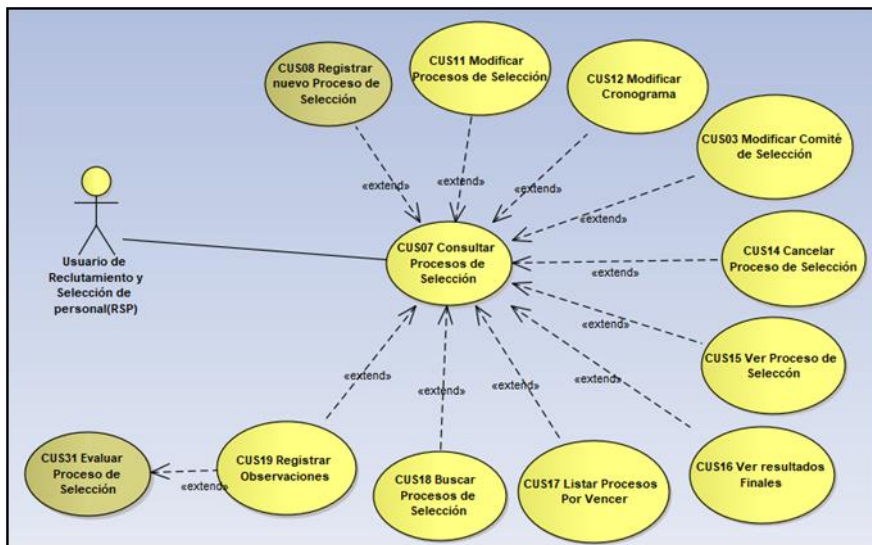 CUS08 Registrar
nuevo Proceso de
Selección
CUS11 Modificar
Procesos de Selección
CUS12 Modificar
Cronograma
CUS03 Modificar Comité
de Selección
«extend»
«extend»
«extend»
«extend»
CUS07 Consultar
Procesos de
Selección
Usuario de
Reclutamiento y
Selección de
personal(RSP)
CUS14 Cancelar
Proceso de Selección
«extend»
CUS15 Ver Proceso de
Seleccón
«extend»
«extend»
«extend»
«extend»
«extend»
CUS31 Evaluar
Proceso de
Selección
«extend»
CUS19 Registrar
Observaciones
CUS18 Buscar
Procesos de
Selección
CUS17 Listar Procesos
Por Vencer
CUS16 Ver resultados
Finales